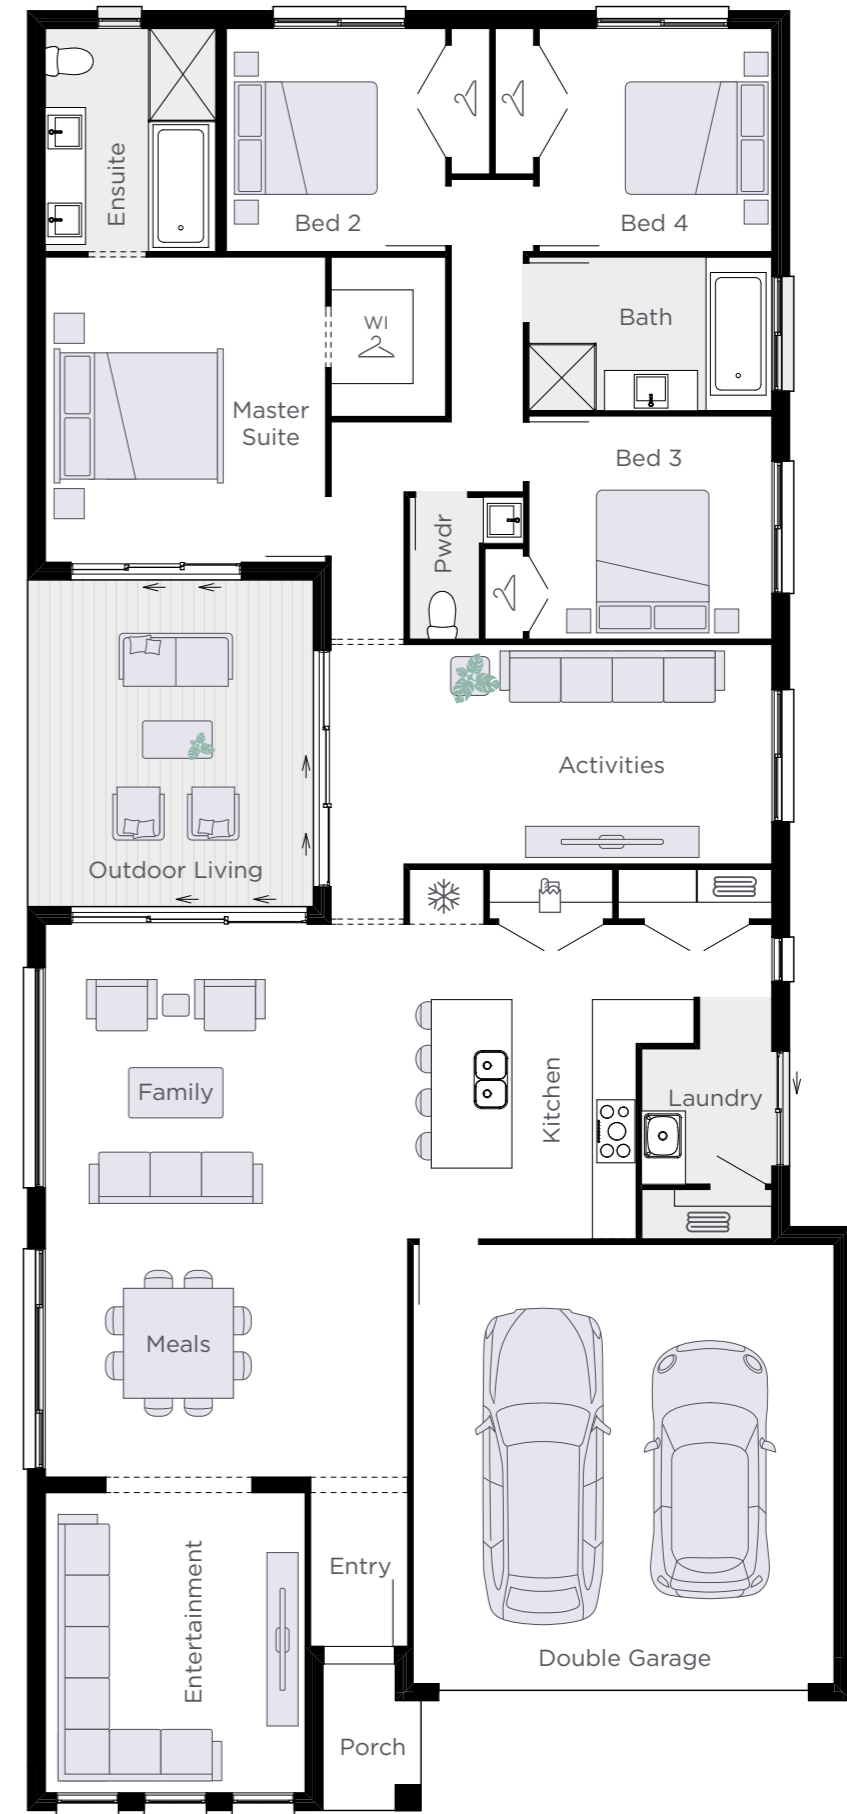 Ensuite
Bed 2
Bed 4
WI
Bath
Master
Suite
Bed 3
Pwdr
Activities
Outdoor Living
Family
Kitchen
Laundry
Meals
Entertainment
Entry
Double Garage
Porch